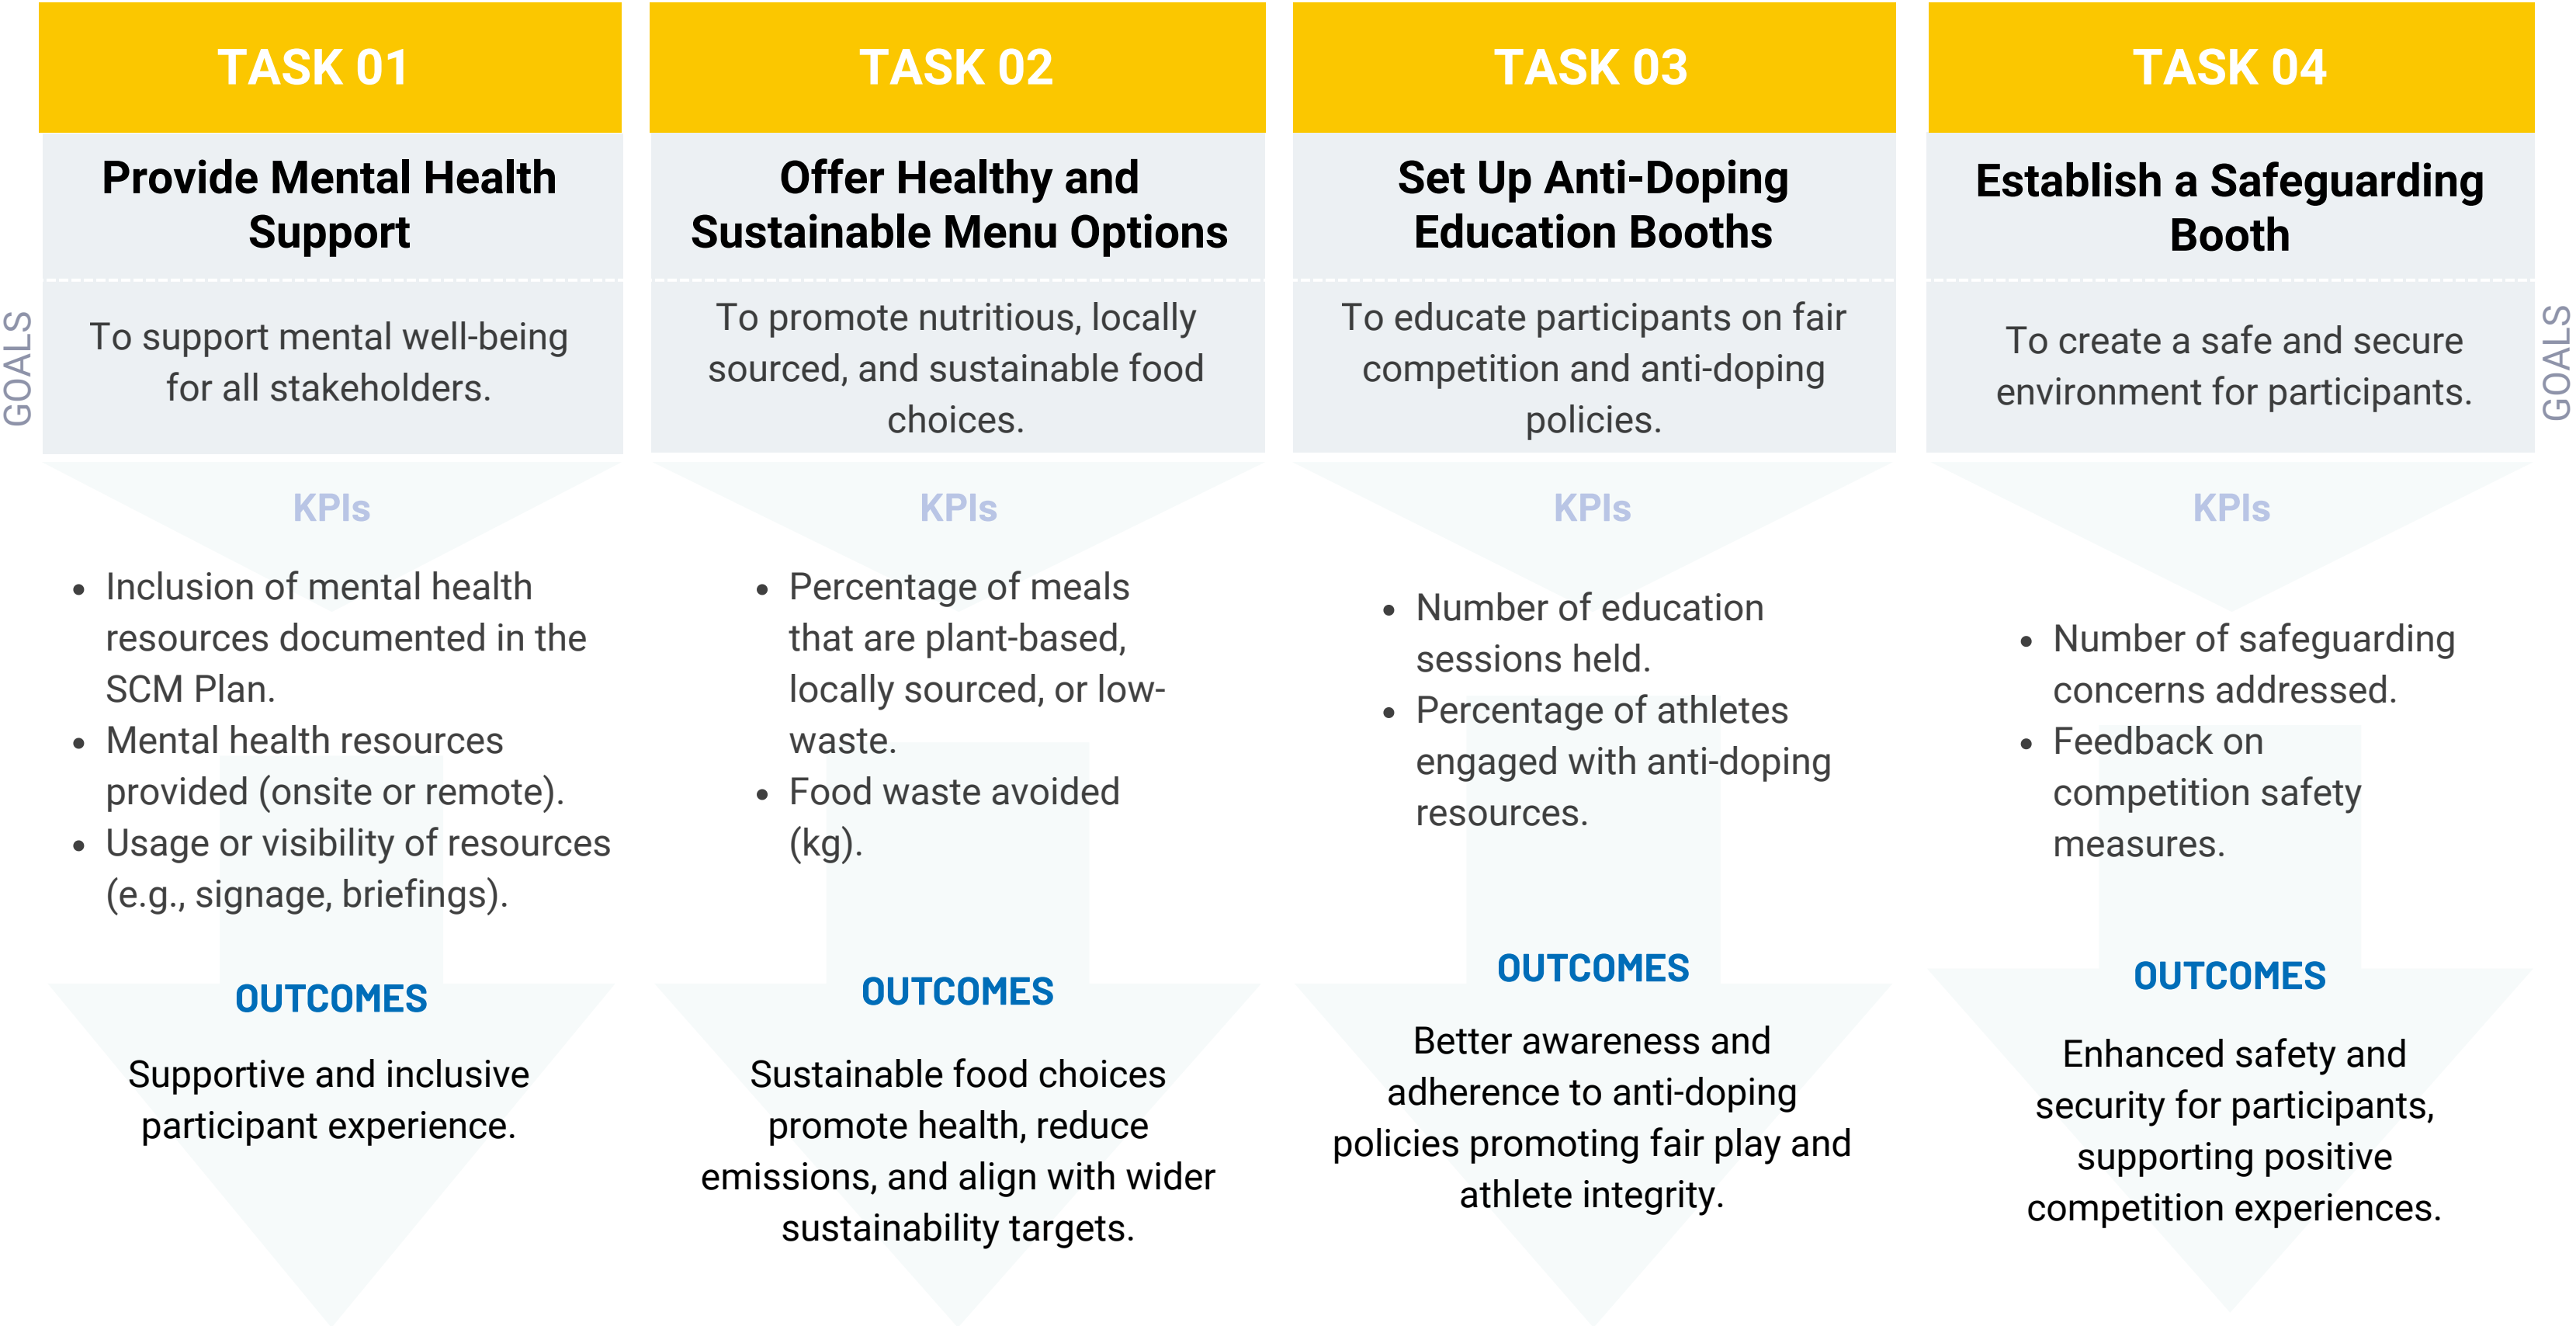 TASK 01
Provide Mental Health
Support
GOALS
To support mental well-being
for all stakeholders.
KPIs
• Inclusion of mental health
resources documented in the
SCM Plan.
• Mental health resources
provided (onsite or remote).
• Usage or visibility of resources
(e.g., signage, briefings).
OUTCOMES
Supportive and inclusive
participant experience.
TASK 02
Offer Healthy and
Sustainable Menu Options
To promote nutritious, locally
sourced, and sustainable food
choices.
KPIs
• Percentage of meals
that are plant-based,
locally sourced, or low-
waste.
• Food waste avoided
(kg).
OUTCOMES
Sustainable food choices
promote health, reduce
emissions, and align with wider
sustainability targets.
TASK 03
Set Up Anti-Doping
Education Booths
To educate participants on fair
competition and anti-doping
policies.
KPIs
• Number of education
sessions held.
• Percentage of athletes
engaged with anti-doping
resources.
OUTCOMES
Better awareness and
adherence to anti-doping
policies promoting fair play and
athlete integrity.
TASK 04
Establish a Safeguarding
Booth
To create a safe and secure
environment for participants.
GOALS
KPIs
• Number of safeguarding
concerns addressed.
• Feedback on
competition safety
measures.
OUTCOMES
Enhanced safety and
security for participants,
supporting positive
competition experiences.